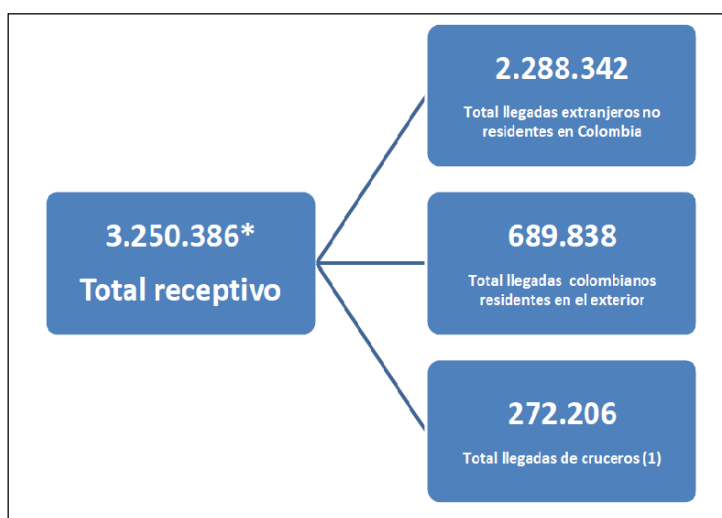 2.288.342
Total llegadas extranjeros no
residentes en Colombia
3.250.386*
Total receptivo
689.838
Total llegadas colombianos
residentes en el exterior
272.206
Total llegadas de cruceros (1)